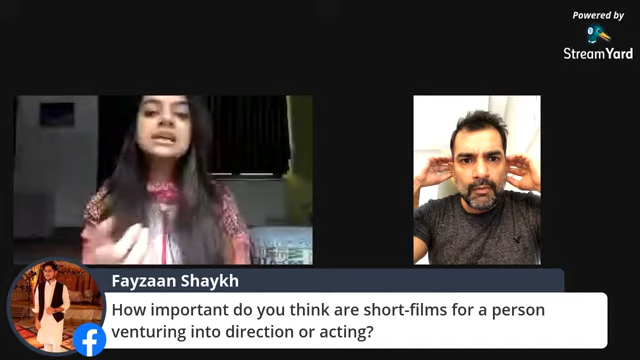 Powered by
StreamYard
Fayzaan Shaykh
How important do you think are short-films for a person
venturing into direction or acting?